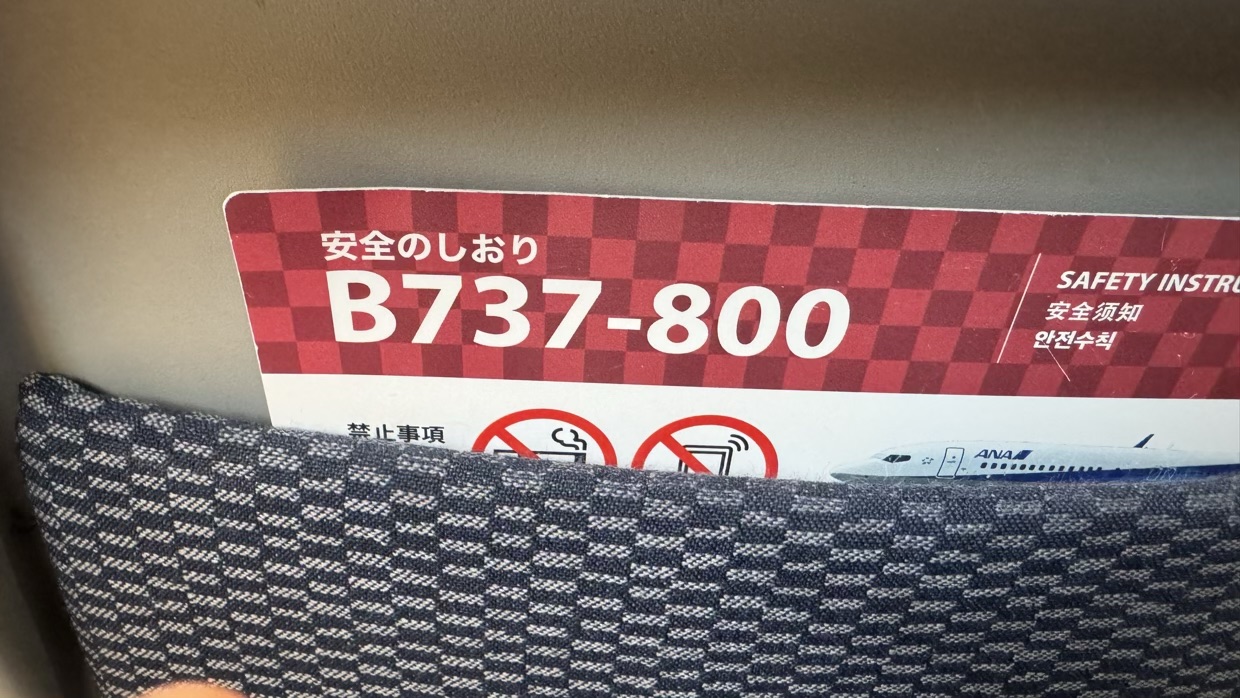 安全のしおり
B737-800
SAFETY
安全须知
안전수칙
禁止事項
ANA